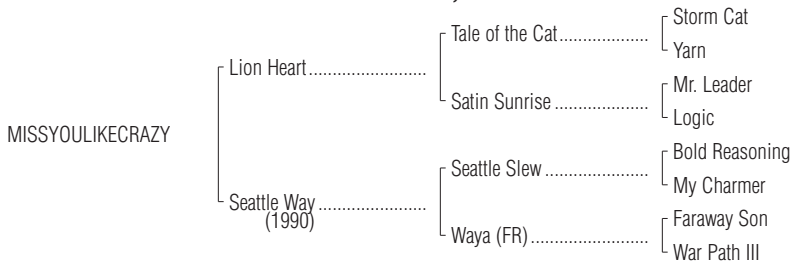 Storm Cat
Tale of the Cat........................
Yarn
Lion Heart...............................
Mr. Leader
Satin Sunrise.........................
Logic
MISSYOULIKECRAZY
Bold Reasoning
Seattle Slew...........................
My Charmer
Seattle Way............................
(1990)
Faraway Son
Waya (FR)...............................
War Path III